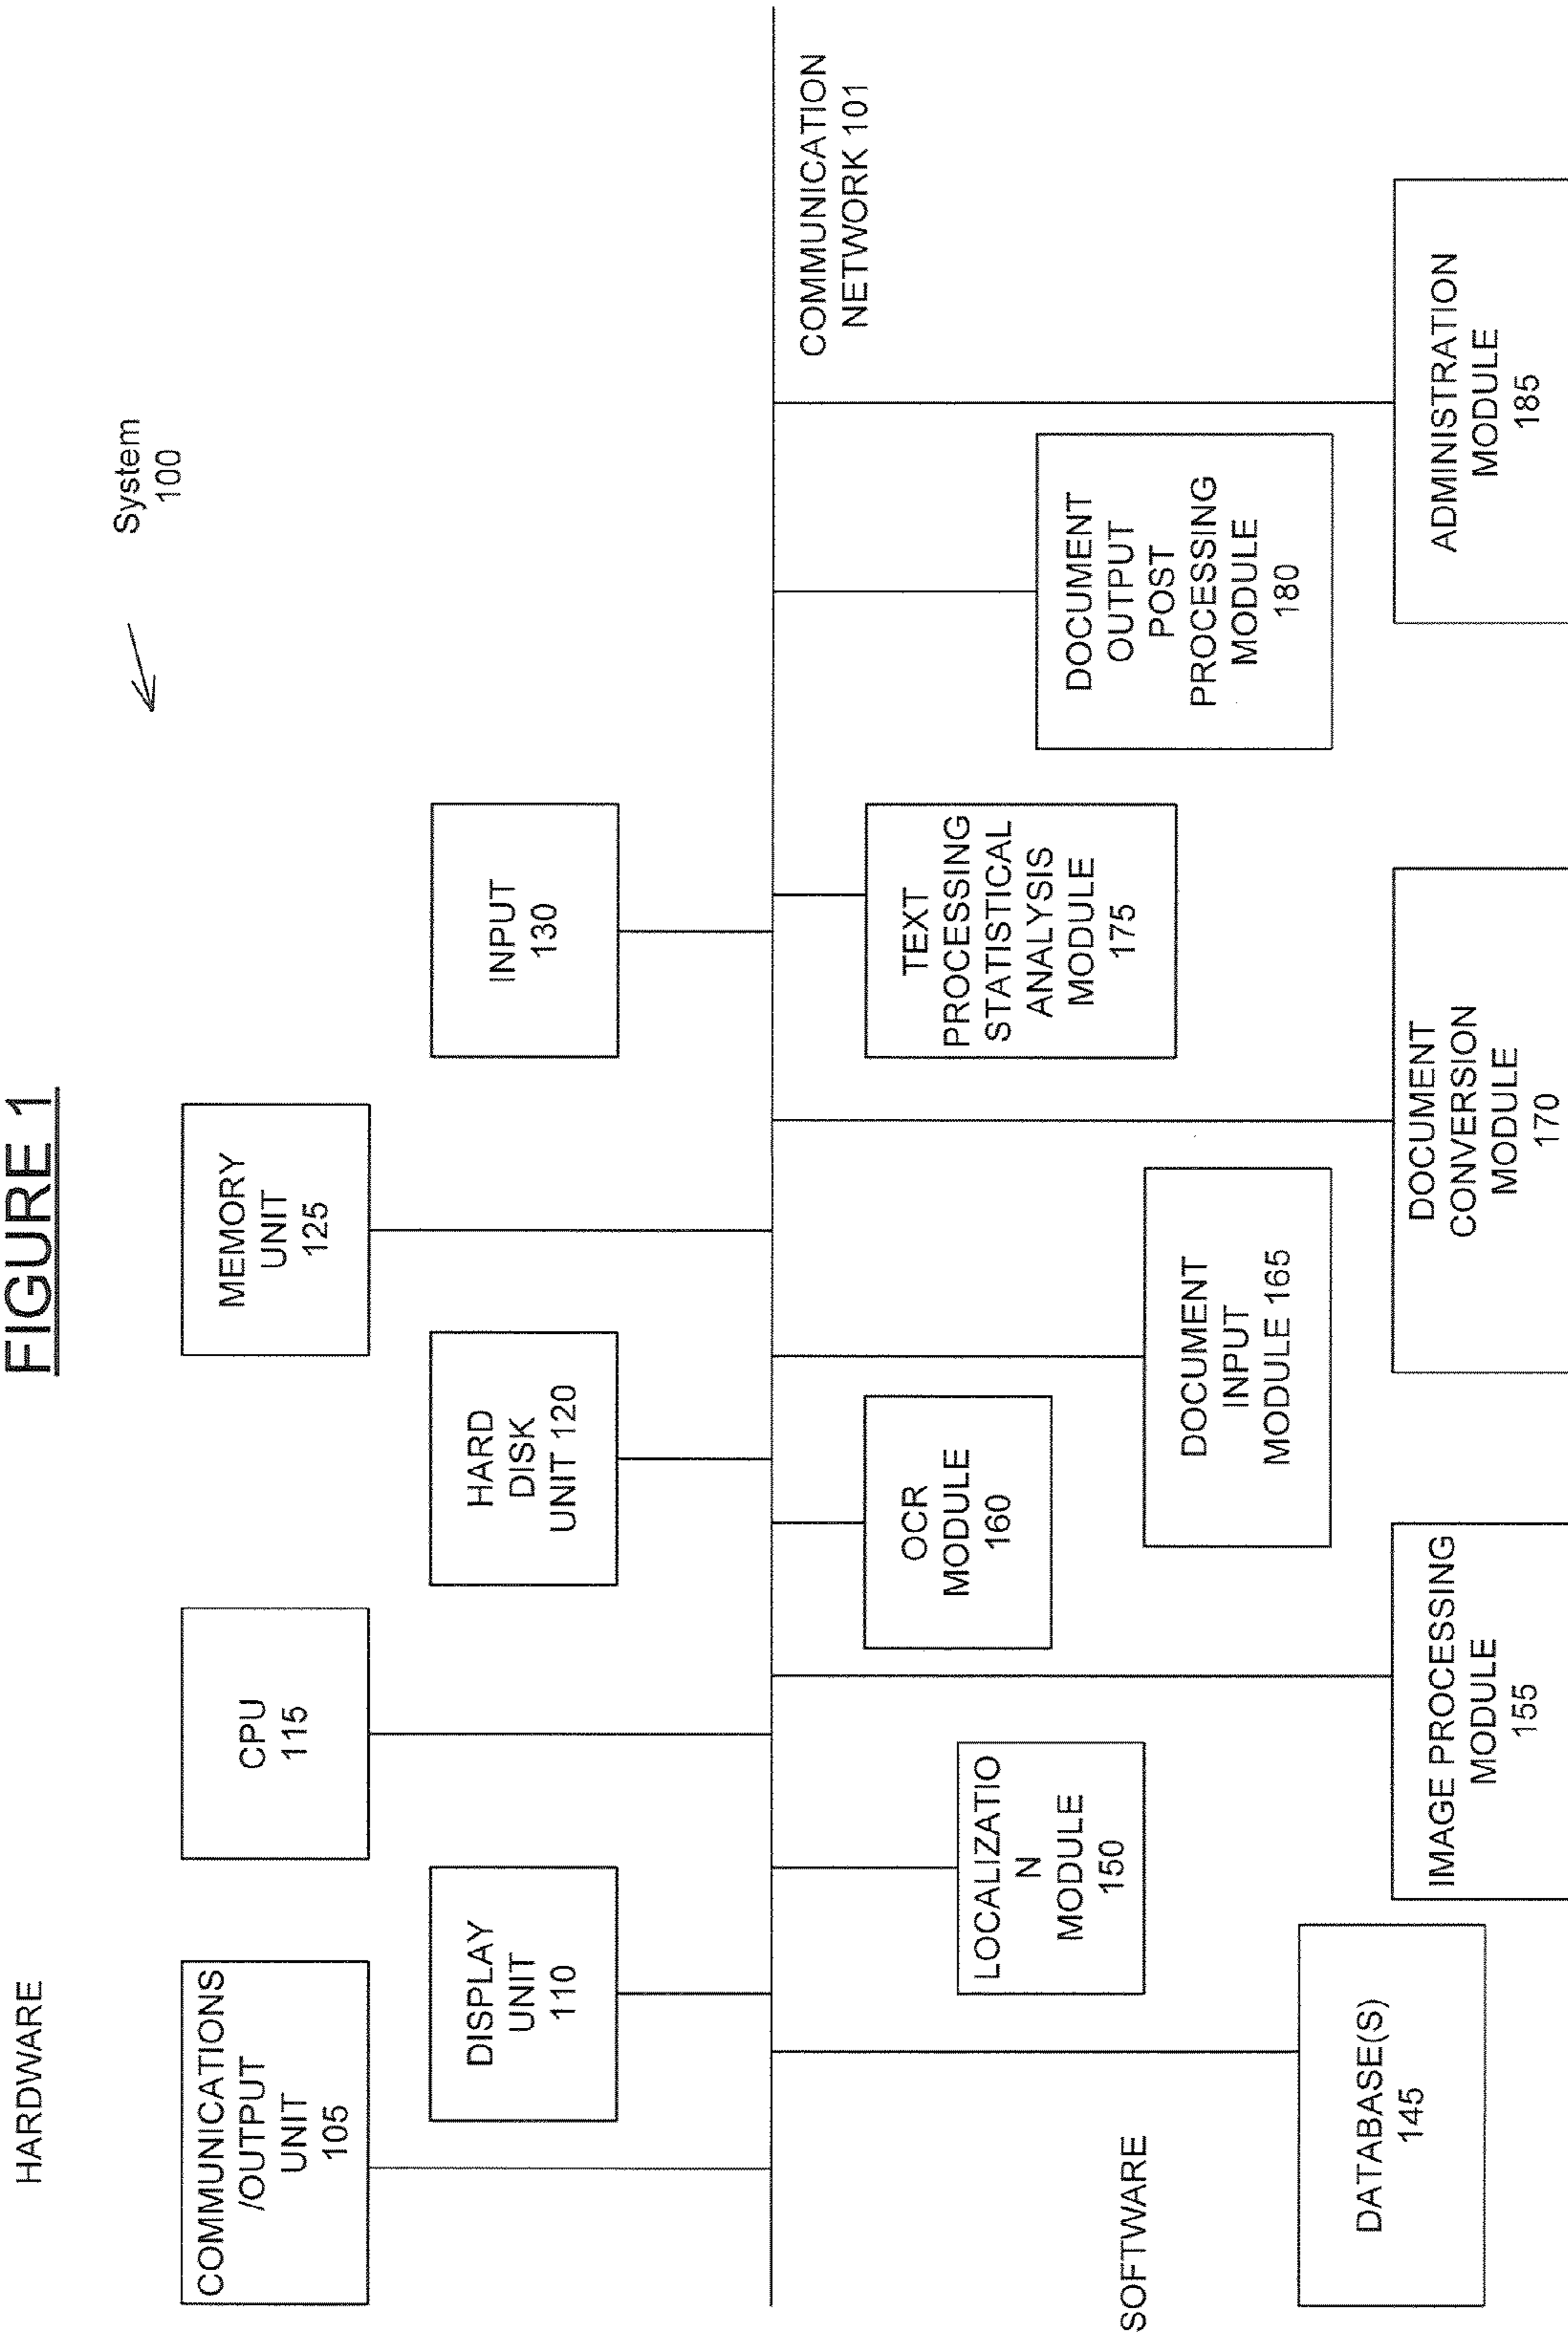 FIGURE 1
HARDWARE
System
100
COMMUNICATIONS
/OUTPUT
UNIT
105
CPU
115
MEMORY
UNIT
125
DISPLAY
UNIT
110
HARD
DISK
UNIT 120
INPUT
130
COMMUNICATION
NETWORK 101
SOFTWARE
DATABASE(S)
145
LOCALIZATIO
N
MODULE
150
IMAGE PROCESSING
MODULE
155
OCR
MODULE
160
DOCUMENT
INPUT
MODULE 165
DOCUMENT
CONVERSION
MODULE
170
TEXT
PROCESSING
STATISTICAL
ANALYSIS
MODULE
175
DOCUMENT
OUTPUT
POST
PROCESSING
MODULE
180
ADMINISTRATION
MODULE
185